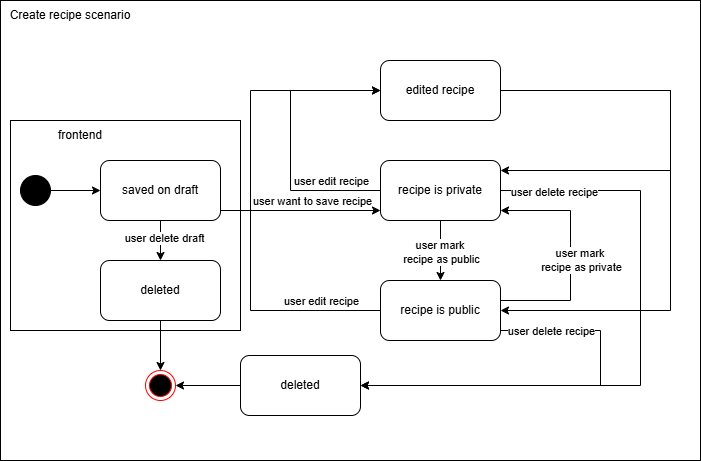 Create recipe scenario
edited recipe
frontend
saved on draft
user edit recipe
recipe is private
user delete recipe
user want to save recipe
user delete draft
user mark
recipe as public
user mark
recipe as private
deleted
user edit recipe
recipe is public
user delete recipe
deleted